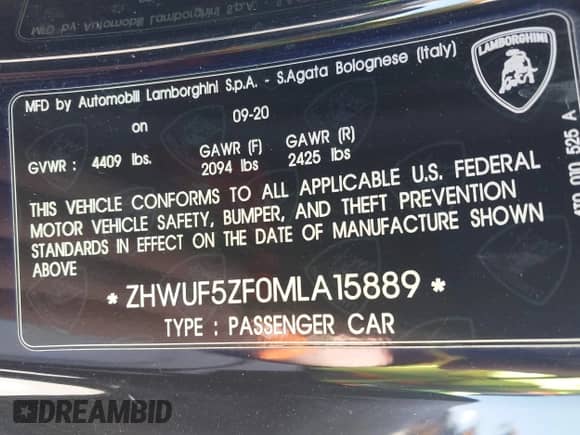 LAMBORGHINI
MFD by Automobili Lamborghini S.p.A. - S.Agata Bolognese (Italy)
on 09-20
GVWR : 4409 lbs. GAWR (F) 2094 lbs GAWR (R) 2425 lbs
THIS VEHICLE CONFORMS TO ALL APPLICABLE U.S. FEDERAL
MOTOR VEHICLE SAFETY, BUMPER, AND THEFT PREVENTION
STANDARDS IN EFFECT ON THE DATE OF MANUFACTURE SHOWN
ABOVE
* ZHWUF5ZF0MLA15889 *
TYPE : PASSENGER CAR
010 525 A
DREAMBID